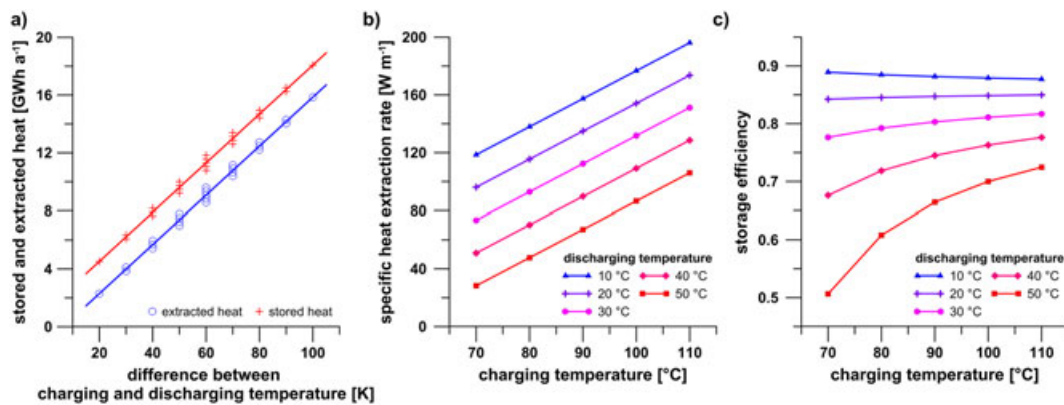 a)
stored and extracted heat [GWh a⁻¹]
20
16
12
8
4
0
extracted heat
stored heat
20 40 60 80 100
difference between
charging and discharging temperature [K]
b)
specific heat extraction rate [W m⁻¹]
200
160
120
80
40
0
discharging temperature
10 °C
40 °C
20 °C
50 °C
30 °C
70 80 90 100 110
charging temperature [°C]
c)
storage efficiency
0.9
0.8
0.7
0.6
0.5
discharging temperature
10 °C
40 °C
20 °C
50 °C
30 °C
70 80 90 100 110
charging temperature [°C]